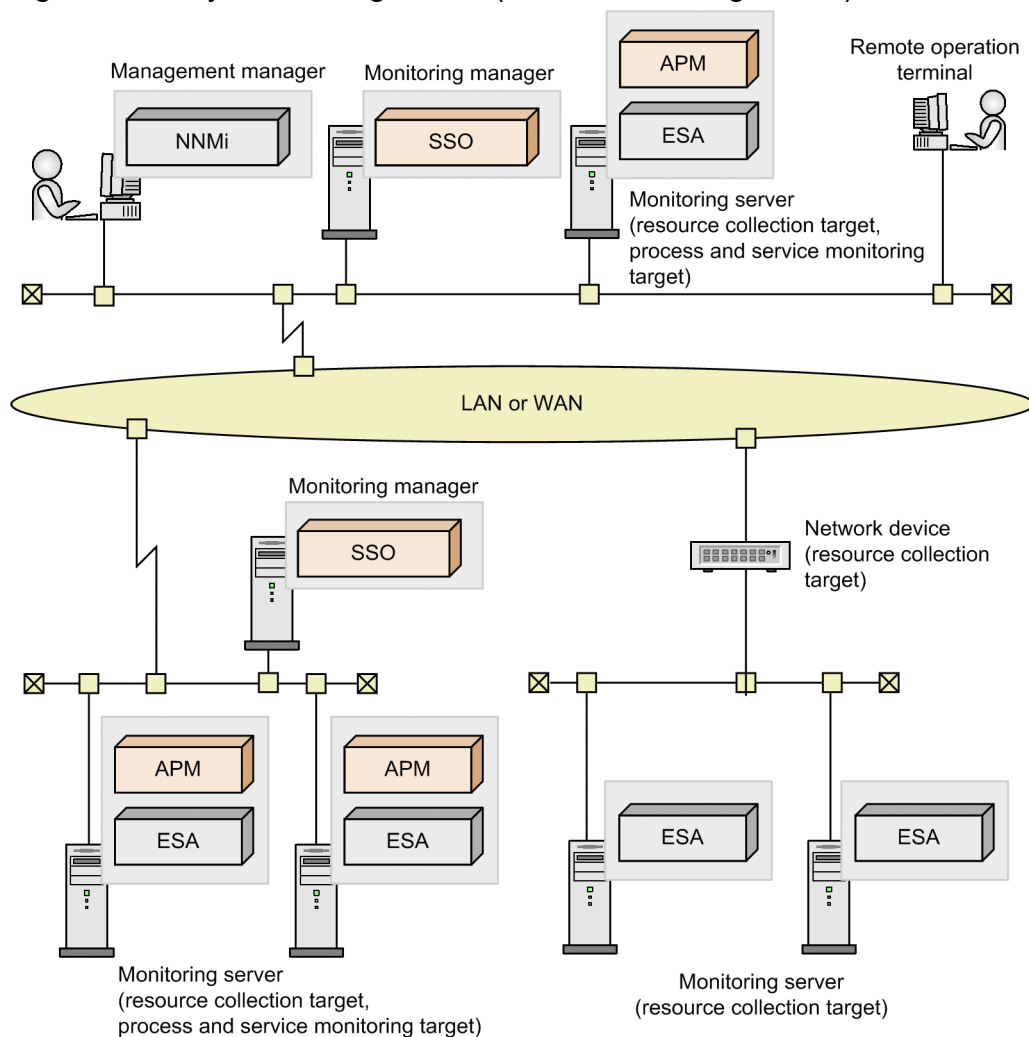 Management manager
NNMi
Monitoring manager
SSO
APM
ESA
Monitoring server
(resource collection target,
process and service monitoring
target)
Remote operation
terminal
LAN or WAN
Monitoring manager
SSO
Network device
(resource collection
target)
APM
ESA
APM
ESA
Monitoring server
(resource collection target,
process and service monitoring target)
ESA
ESA
Monitoring server
(resource collection target)